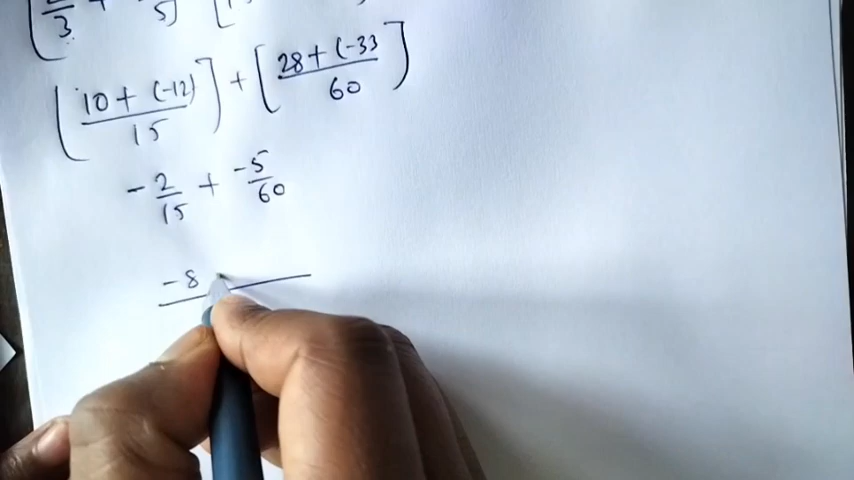 [10 + (-12) / 15] + [28 + (-33 / 60]
- 2/15 + -5/60
-8